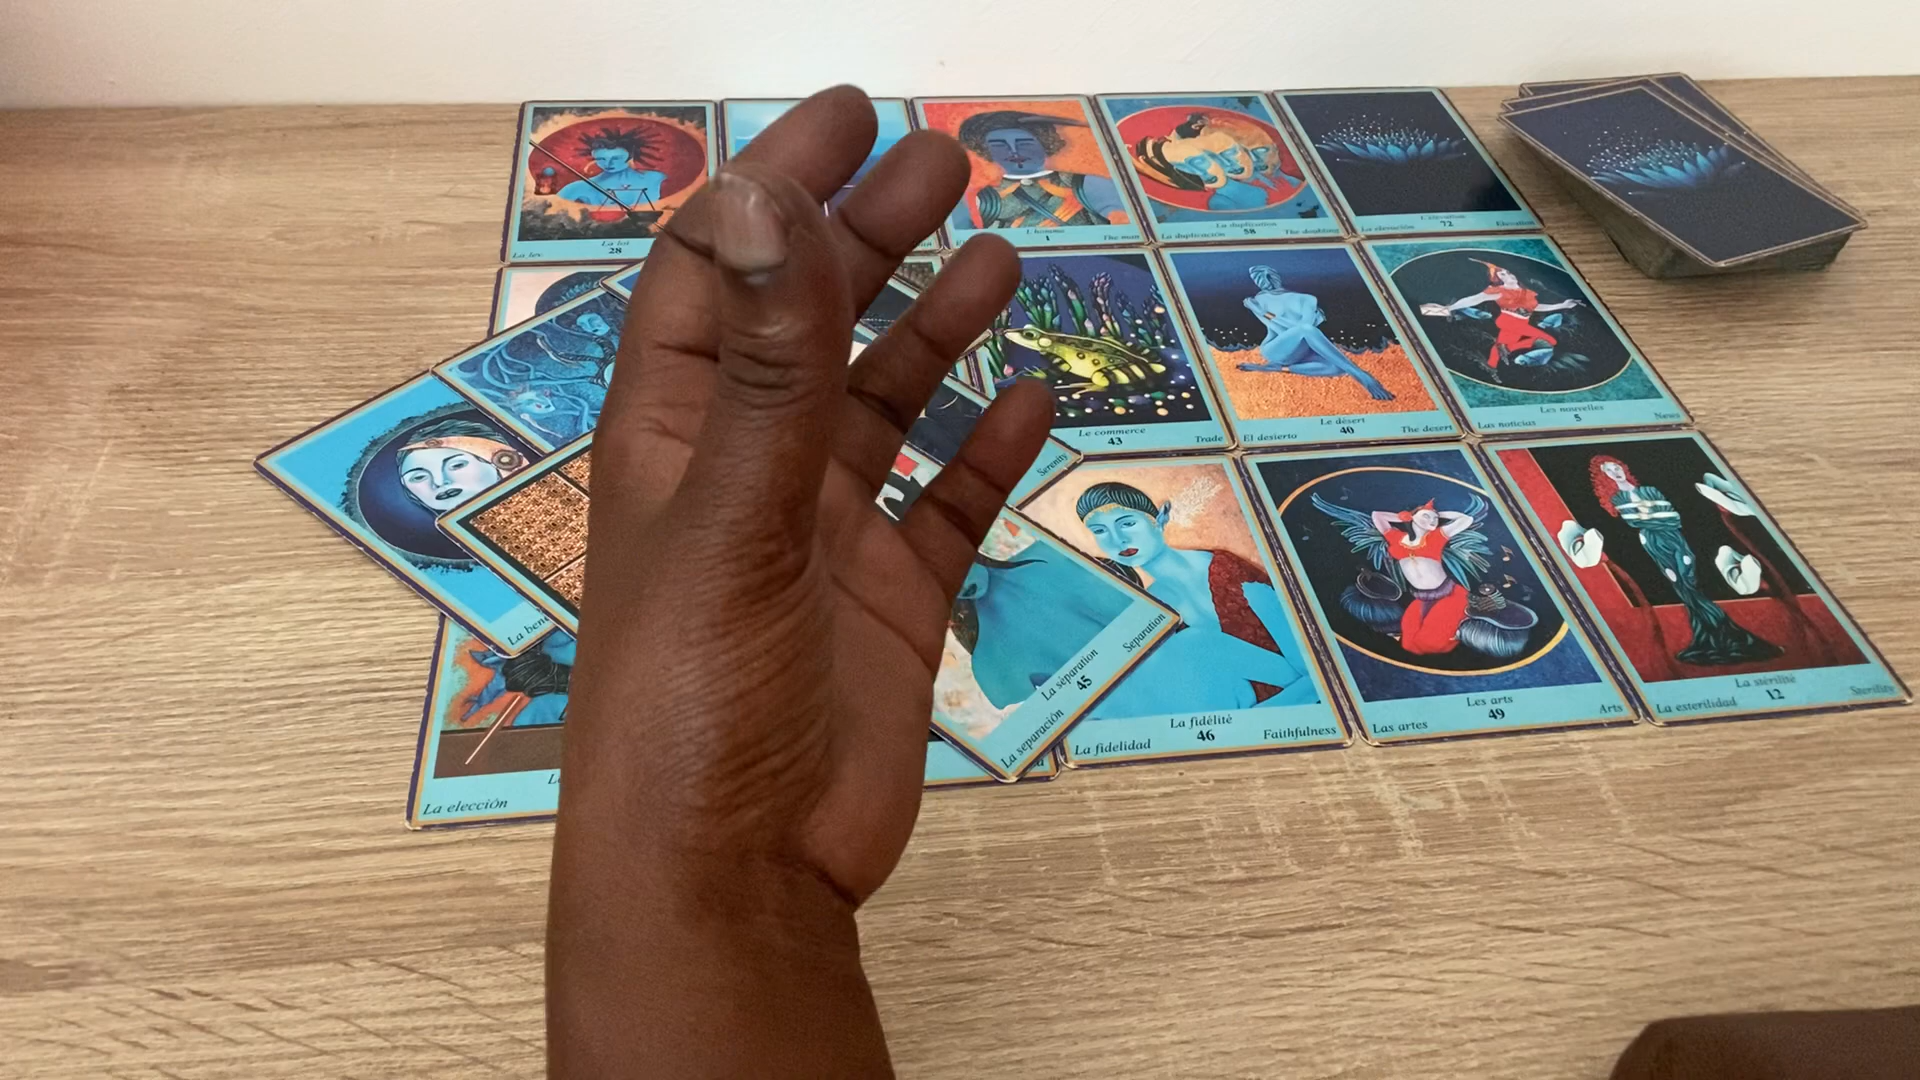 La loi
La ley 28
L'homme
1 The man
La duplication
La duplicación 58 The doubling
L'élévation
La elevación 72 Elevation
Le commerce
43 Trade
Le désert
El desierto 40 The desert
Les nouvelles
Las noticias 5 News
Serenity
La séparation
La separación 45 Separation
La fidélité
La fidelidad 46 Faithfulness
Les arts
Las artes 49 Arts
La stérilité
La esterilidad 12 Sterility
La elección